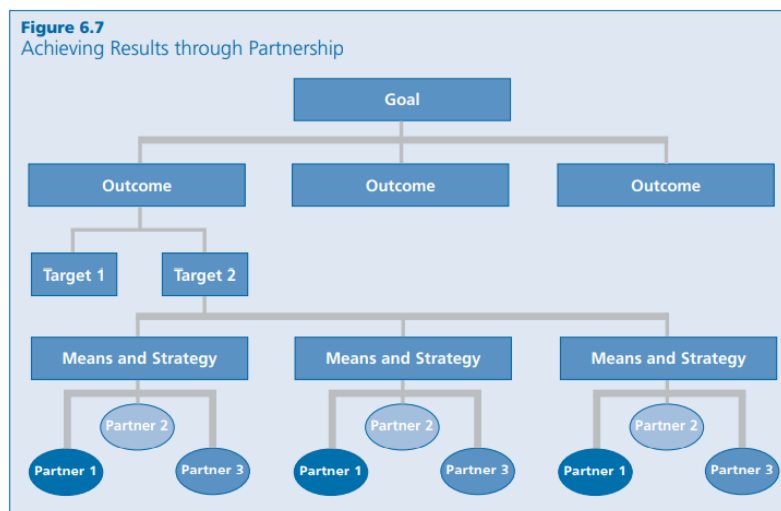 Figure 6.7
Achieving Results through Partnership
Goal
Outcome
Outcome
Outcome
Target 1
Target 2
Means and Strategy
Means and Strategy
Means and Strategy
Partner 2
Partner 2
Partner 2
Partner 1
Partner 3
Partner 1
Partner 3
Partner 1
Partner 3